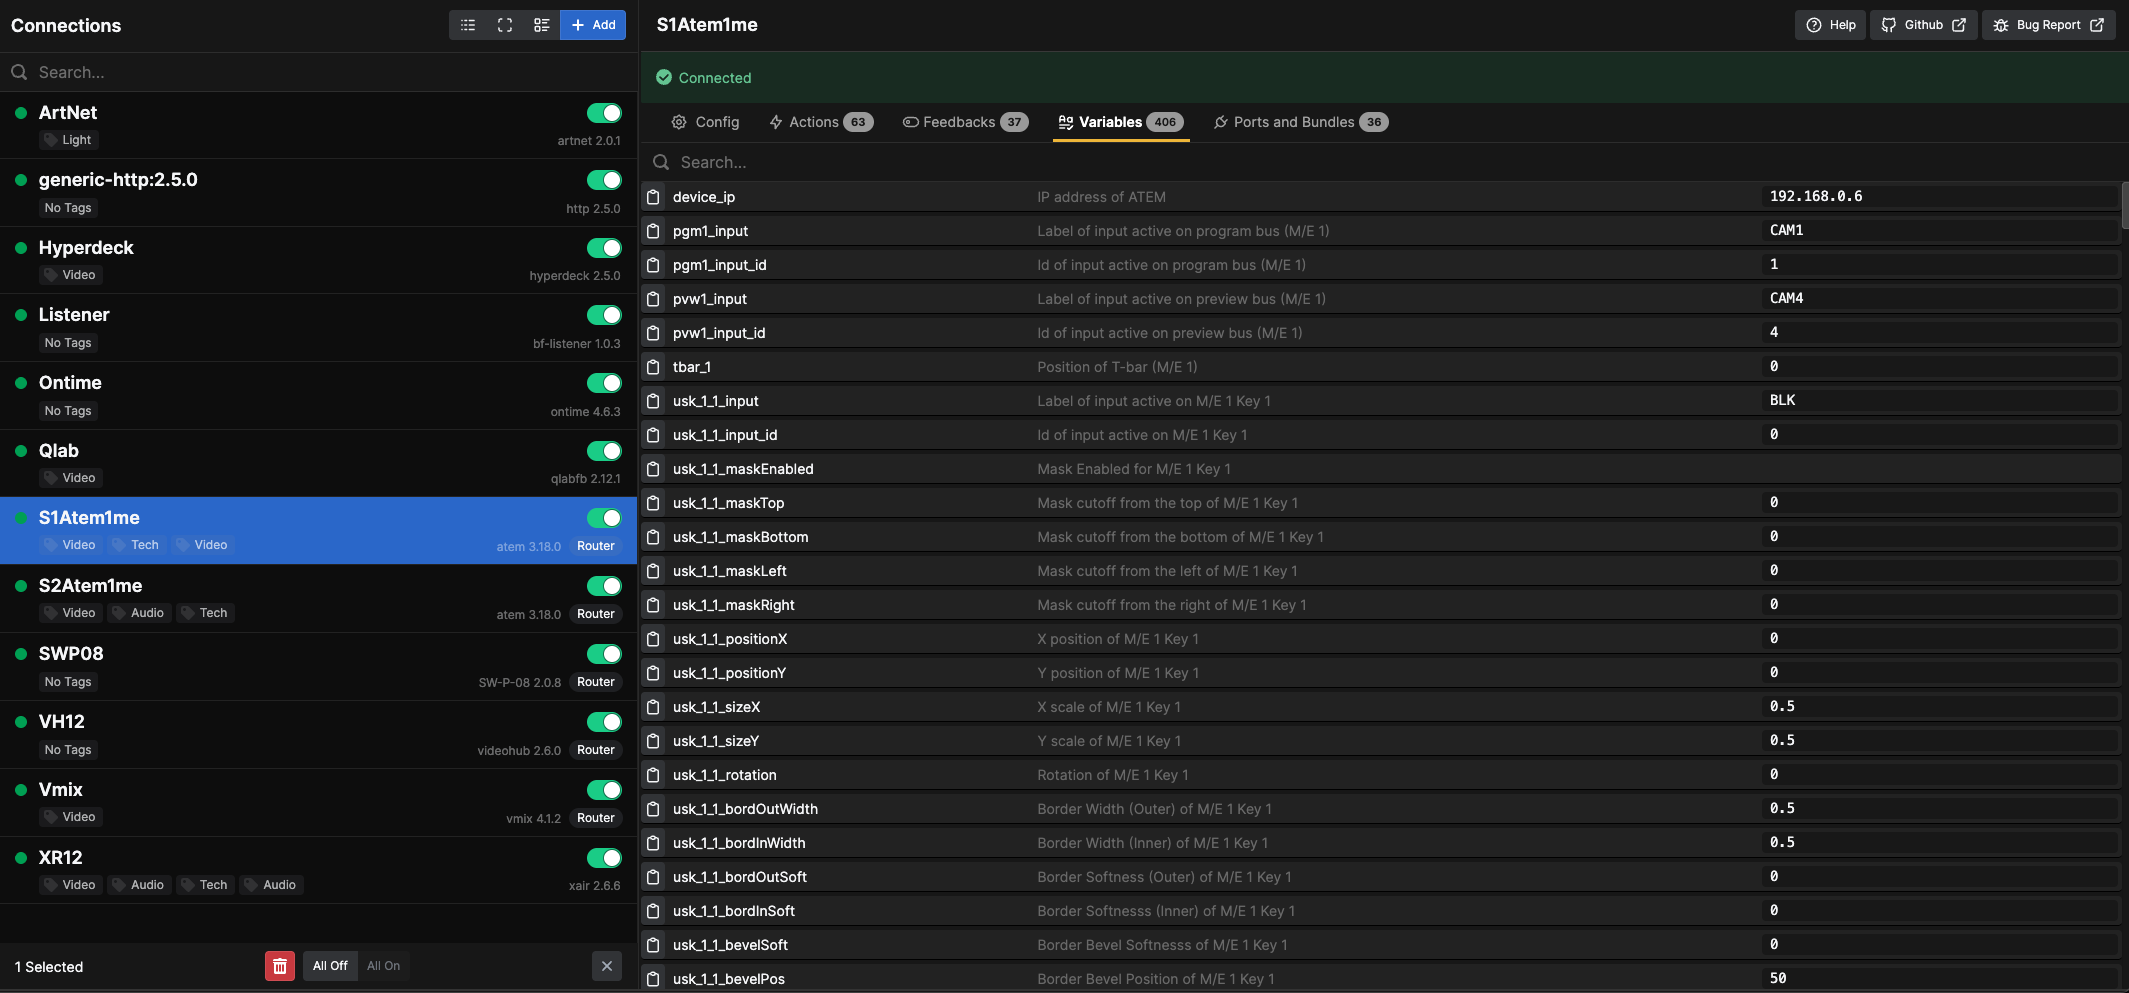 Connections
Add
Search...
ArtNet
Light
artnet 2.0.1
generic-http:2.5.0
No Tags
http 2.5.0
Hyperdeck
Video
hyperdeck 2.5.0
Listener
No Tags
bf-listener 1.0.3
Ontime
No Tags
ontime 4.6.3
Qlab
Video
qlabfb 2.12.1
S1Atem1me
Video Tech Video
atem 3.18.0 Router
S2Atem1me
Video Audio Tech
atem 3.18.0 Router
SWP08
No Tags
SW-P-08 2.0.8 Router
VH12
No Tags
videohub 2.6.0 Router
Vmix
Video
vmix 4.1.2 Router
XR12
Video Audio Tech Audio
xair 2.6.6
1 Selected All Off All On
S1Atem1me
Help Github Bug Report
Connected
Config Actions 63 Feedbacks 37 Variables 406 Ports and Bundles 36
Search...
device_ip IP address of ATEM 192.168.0.6
pgm1_input Label of input active on program bus (M/E 1) CAM1
pgm1_input_id Id of input active on program bus (M/E 1) 1
pvw1_input Label of input active on preview bus (M/E 1) CAM4
pvw1_input_id Id of input active on preview bus (M/E 1) 4
tbar_1 Position of T-bar (M/E 1) 0
usk_1_1_input Label of input active on M/E 1 Key 1 BLK
usk_1_1_input_id Id of input active on M/E 1 Key 1 0
usk_1_1_maskEnabled Mask Enabled for M/E 1 Key 1
usk_1_1_maskTop Mask cutoff from the top of M/E 1 Key 1 0
usk_1_1_maskBottom Mask cutoff from the bottom of M/E 1 Key 1 0
usk_1_1_maskLeft Mask cutoff from the left of M/E 1 Key 1 0
usk_1_1_maskRight Mask cutoff from the right of M/E 1 Key 1 0
usk_1_1_positionX X position of M/E 1 Key 1 0
usk_1_1_positionY Y position of M/E 1 Key 1 0
usk_1_1_sizeX X scale of M/E 1 Key 1 0.5
usk_1_1_sizeY Y scale of M/E 1 Key 1 0.5
usk_1_1_rotation Rotation of M/E 1 Key 1 0
usk_1_1_bordOutWidth Border Width (Outer) of M/E 1 Key 1 0.5
usk_1_1_bordInWidth Border Width (Inner) of M/E 1 Key 1 0.5
usk_1_1_bordOutSoft Border Softness (Outer) of M/E 1 Key 1 0
usk_1_1_bordInSoft Border Softnesss (Inner) of M/E 1 Key 1 0
usk_1_1_bevelSoft Border Bevel Softnesss of M/E 1 Key 1 0
usk_1_1_bevelPos Border Bevel Position of M/E 1 Key 1 50